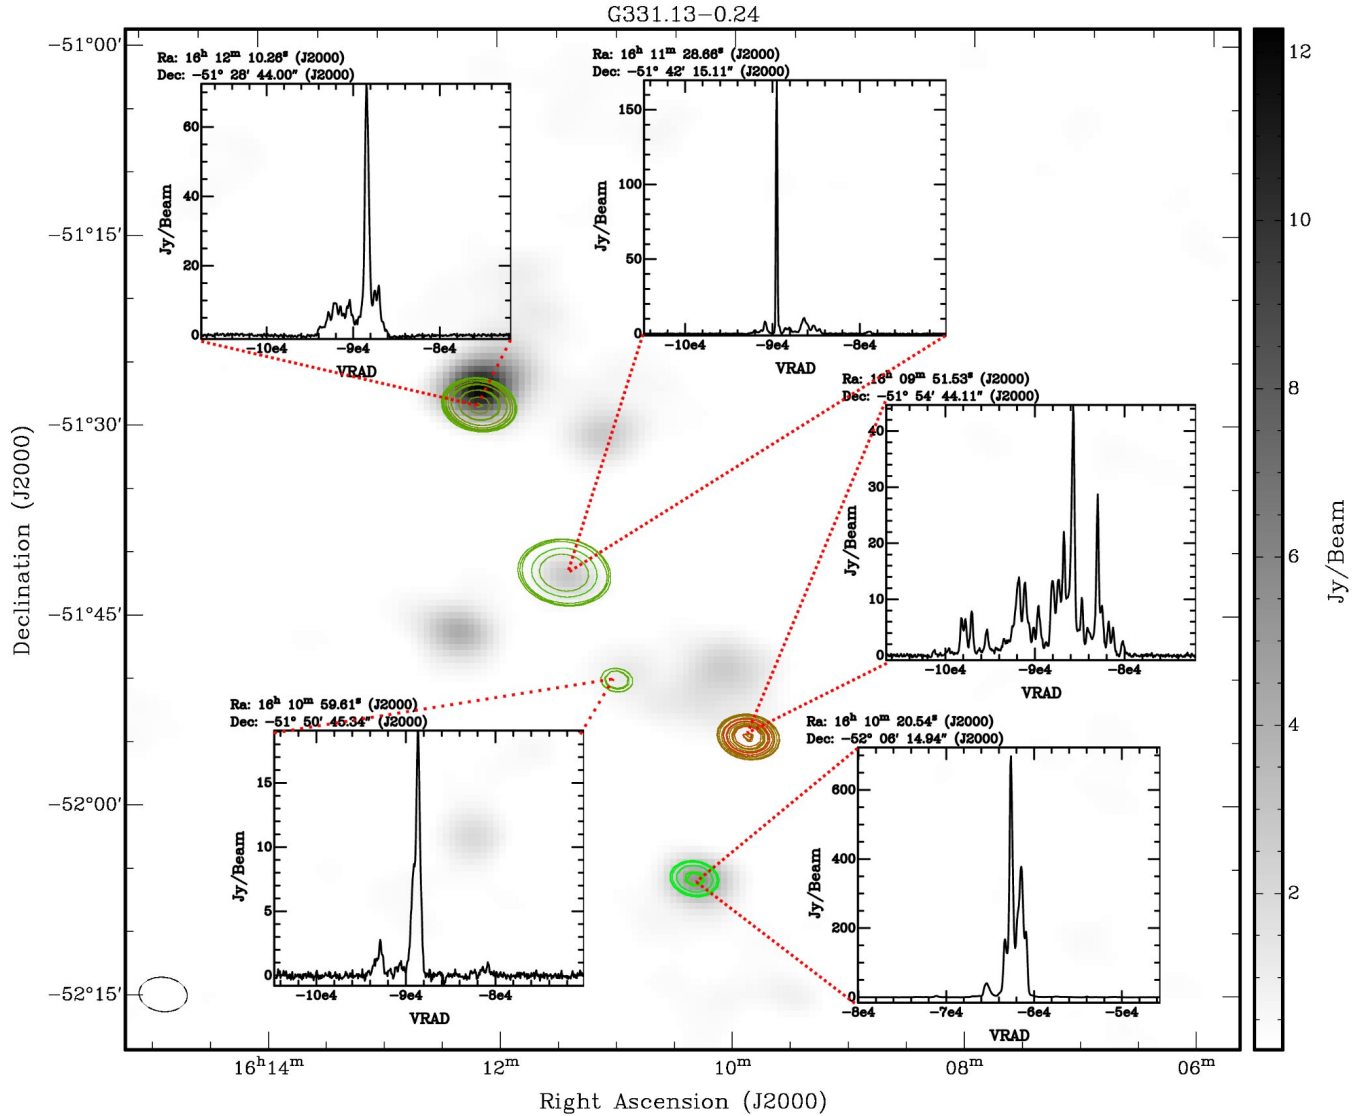 G331.13−0.24
Ra: 16h 12m 10.26s (J2000)
Dec: −51° 28′ 44.00″ (J2000)
60
40
20
0
Jy/Beam
−10e4 −9e4 −8e4
VRAD
Ra: 16h 11m 28.66s (J2000)
Dec: −51° 42′ 15.11″ (J2000)
150
100
50
0
Jy/Beam
−10e4 −9e4 −8e4
VRAD
Ra: 16h 09m 51.53s (J2000)
Dec: −51° 54′ 44.11″ (J2000)
40
30
20
10
0
Jy/Beam
−10e4 −9e4 −8e4
VRAD
Ra: 16h 10m 59.61s (J2000)
Dec: −51° 50′ 45.34″ (J2000)
15
10
5
0
Jy/Beam
−10e4 −9e4 −8e4
VRAD
Ra: 16h 10m 20.54s (J2000)
Dec: −52° 06′ 14.94″ (J2000)
600
400
200
0
Jy/Beam
−8e4 −7e4 −6e4 −5e4
VRAD
−51°00′
−51°15′
−51°30′
−51°45′
−52°00′
−52°15′
Declination (J2000)
16h14m 12m 10m 08m 06m
Right Ascension (J2000)
12
10
8
6
4
2
Jy/Beam